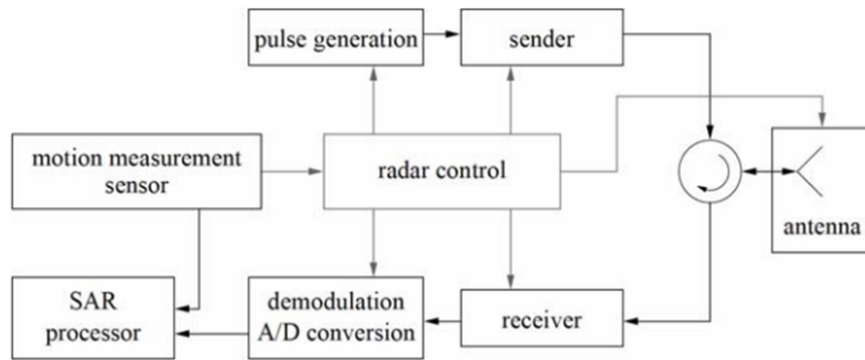 pulse generation
sender
motion measurement
sensor
radar control
antenna
SAR
processor
demodulation
A/D conversion
receiver